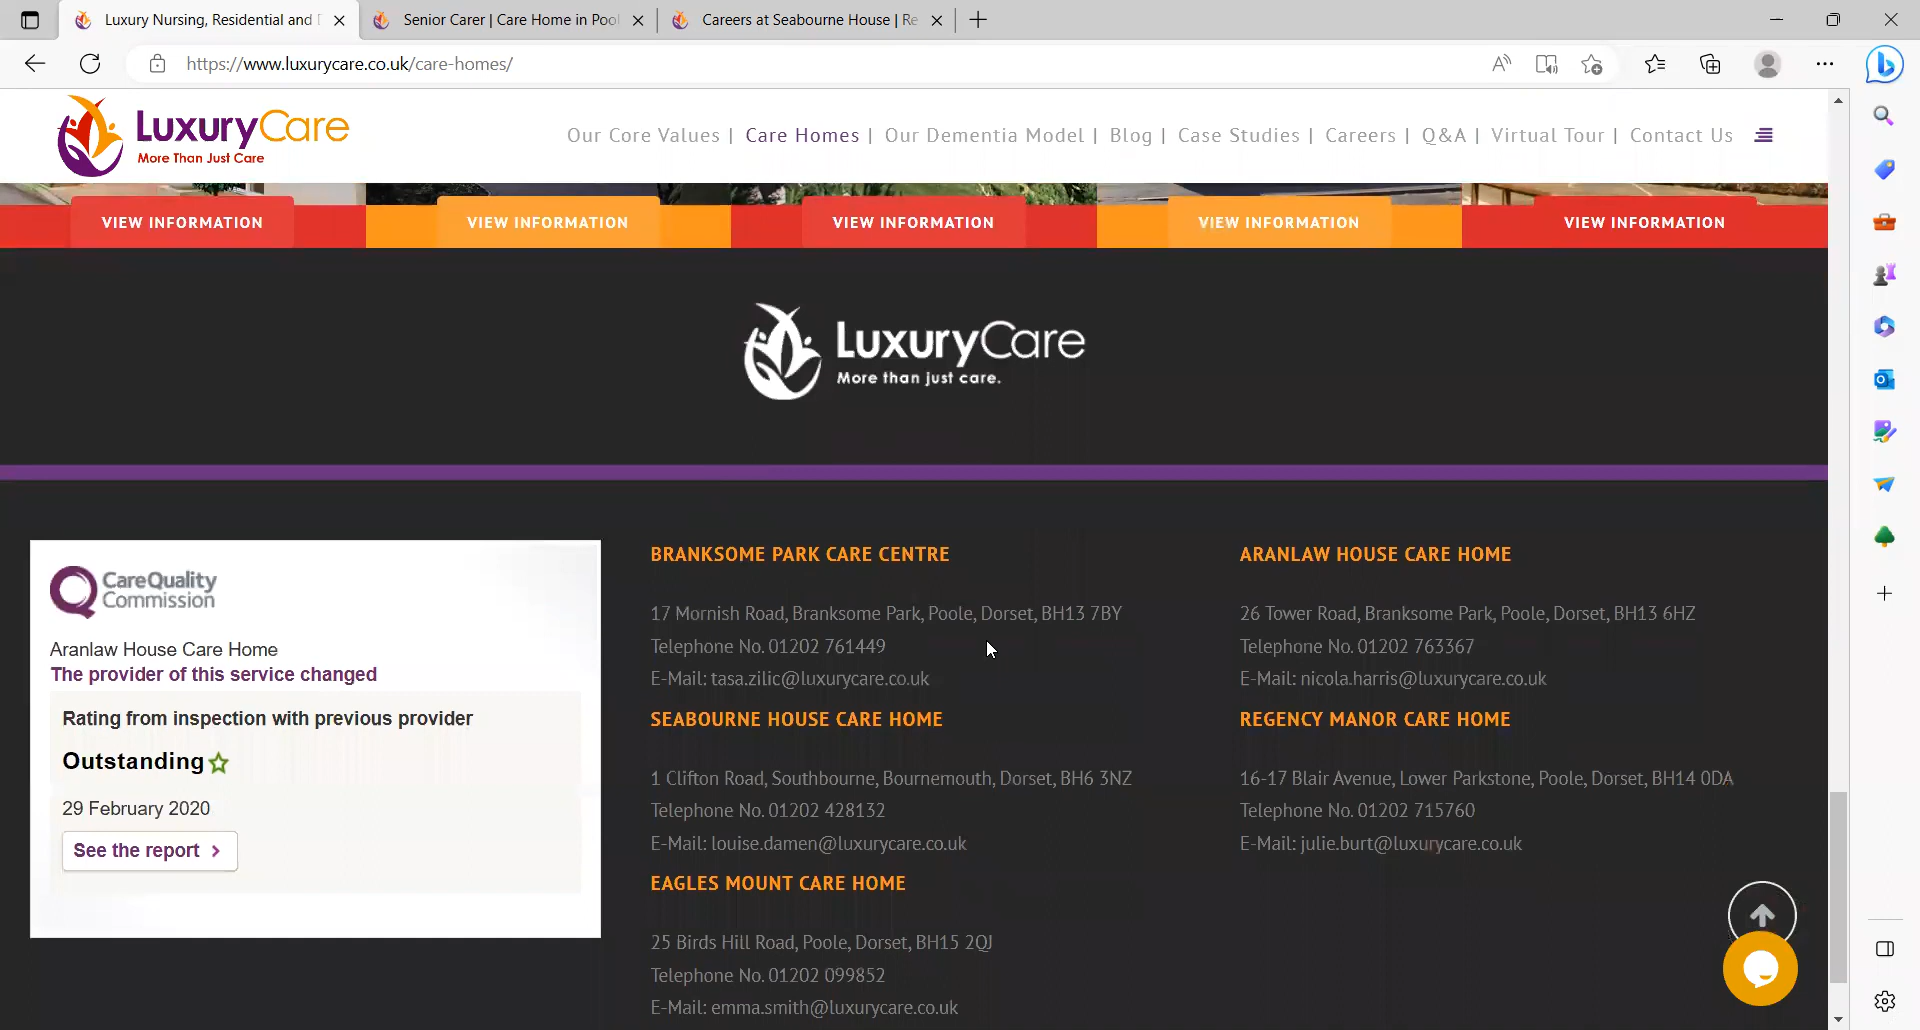 Luxury Nursing, Residential and
Senior Carer | Care Home in Pool
Careers at Seabourne House | Re
https://www.luxurycare.co.uk/care-homes/
LuxuryCare
More Than Just Care
Our Core Values | Care Homes | Our Dementia Model | Blog | Case Studies | Careers | Q&A | Virtual Tour | Contact Us
VIEW INFORMATION VIEW INFORMATION VIEW INFORMATION VIEW INFORMATION VIEW INFORMATION
LuxuryCare
More than just care.
CareQuality
Commission
Aranlaw House Care Home
The provider of this service changed
Rating from inspection with previous provider
Outstanding
29 February 2020
See the report
BRANKSOME PARK CARE CENTRE
17 Mornish Road, Branksome Park, Poole, Dorset, BH13 7BY
Telephone No. 01202 761449
E-Mail: tasa.zilic@luxurycare.co.uk
SEABOURNE HOUSE CARE HOME
1 Clifton Road, Southbourne, Bournemouth, Dorset, BH6 3NZ
Telephone No. 01202 428132
E-Mail: louise.damen@luxurycare.co.uk
EAGLES MOUNT CARE HOME
25 Birds Hill Road, Poole, Dorset, BH15 2QJ
Telephone No. 01202 099852
E-Mail: emma.smith@luxurycare.co.uk
ARANLAW HOUSE CARE HOME
26 Tower Road, Branksome Park, Poole, Dorset, BH13 6HZ
Telephone No. 01202 763367
E-Mail: nicola.harris@luxurycare.co.uk
REGENCY MANOR CARE HOME
16-17 Blair Avenue, Lower Parkstone, Poole, Dorset, BH14 0DA
Telephone No. 01202 715760
E-Mail: julie.burt@luxurycare.co.uk